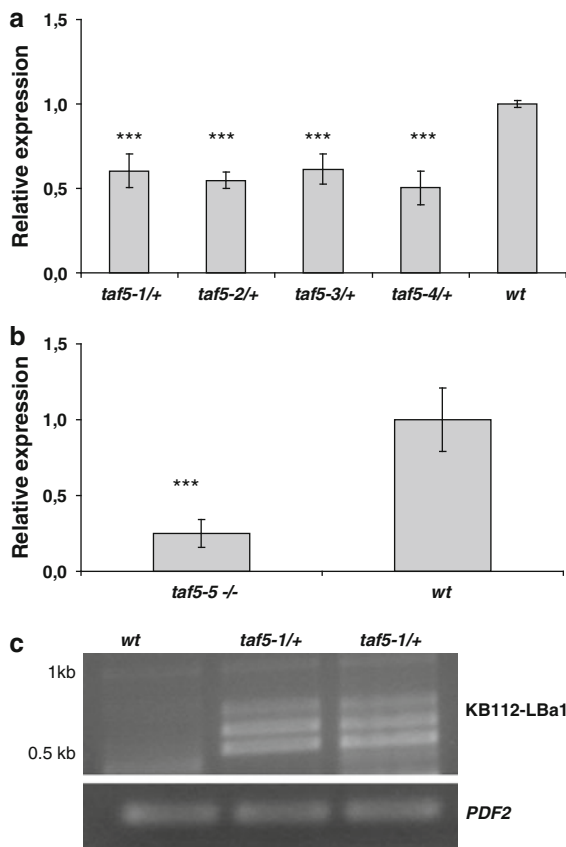 a
Relative expression
1,5
1,0
0,5
0,0
*** *** *** ***
taf5-1/+ taf5-2/+ taf5-3/+ taf5-4/+ wt
b
Relative expression
1,5
1,0
0,5
0,0
***
taf5-5 -/- wt
c
wt taf5-1/+ taf5-1/+
1kb
0.5 kb
KB112-LBa1
PDF2